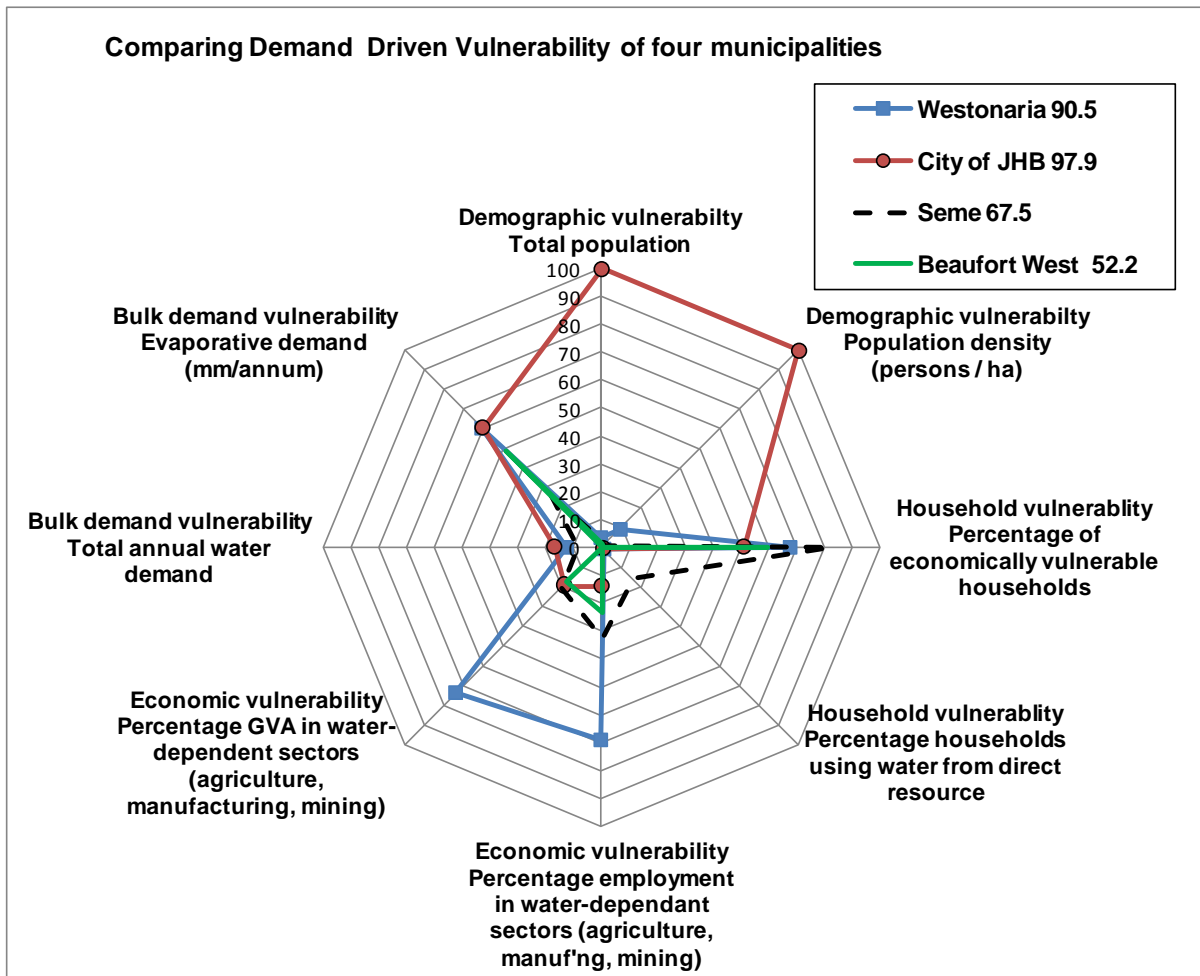 Comparing Demand  Driven Vulnerability of four municipalities
Westonaria 90.5
City of JHB 97.9
Seme 67.5
Beaufort West  52.2
Demographic vulnerabilty
Total population
Demographic vulnerabilty
Population density
(persons / ha)
Household vulnerablity
Percentage of
economically vulnerable
households
Household vulnerablity
Percentage households
using water from direct
resource
Economic vulnerability
Percentage employment
in water-dependant
sectors (agriculture,
manuf'ng, mining)
Economic vulnerability
Percentage GVA in water-
dependent sectors
(agriculture,
manufacturing, mining)
Bulk demand vulnerability
Total annual water
demand
Bulk demand vulnerability
Evaporative demand
(mm/annum)
100
90
80
70
60
50
40
30
20
10
0